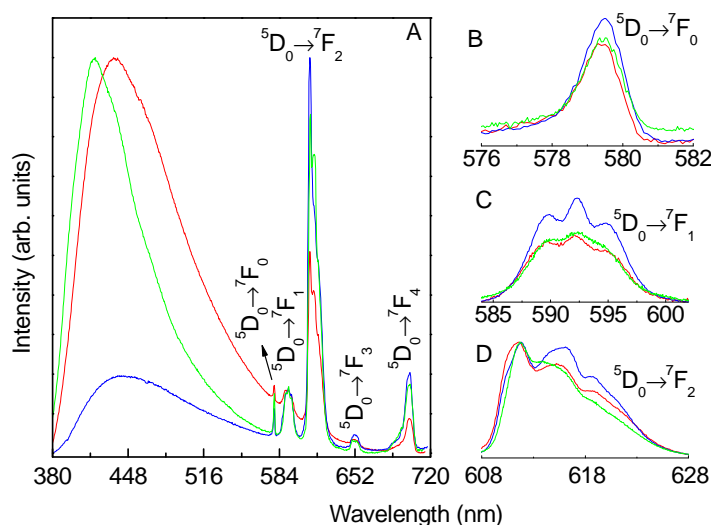 A
⁵D₀→⁷F₂
⁵D₀→⁷F₀
⁵D₀→⁷F₁
⁵D₀→⁷F₃
⁵D₀→⁷F₄
Intensity (arb. units)
380 448 516 584 652 720
B
⁵D₀→⁷F₀
576 578 580 582
C
⁵D₀→⁷F₁
585 590 595 600
D
⁵D₀→⁷F₂
608 618 628
Wavelength (nm)